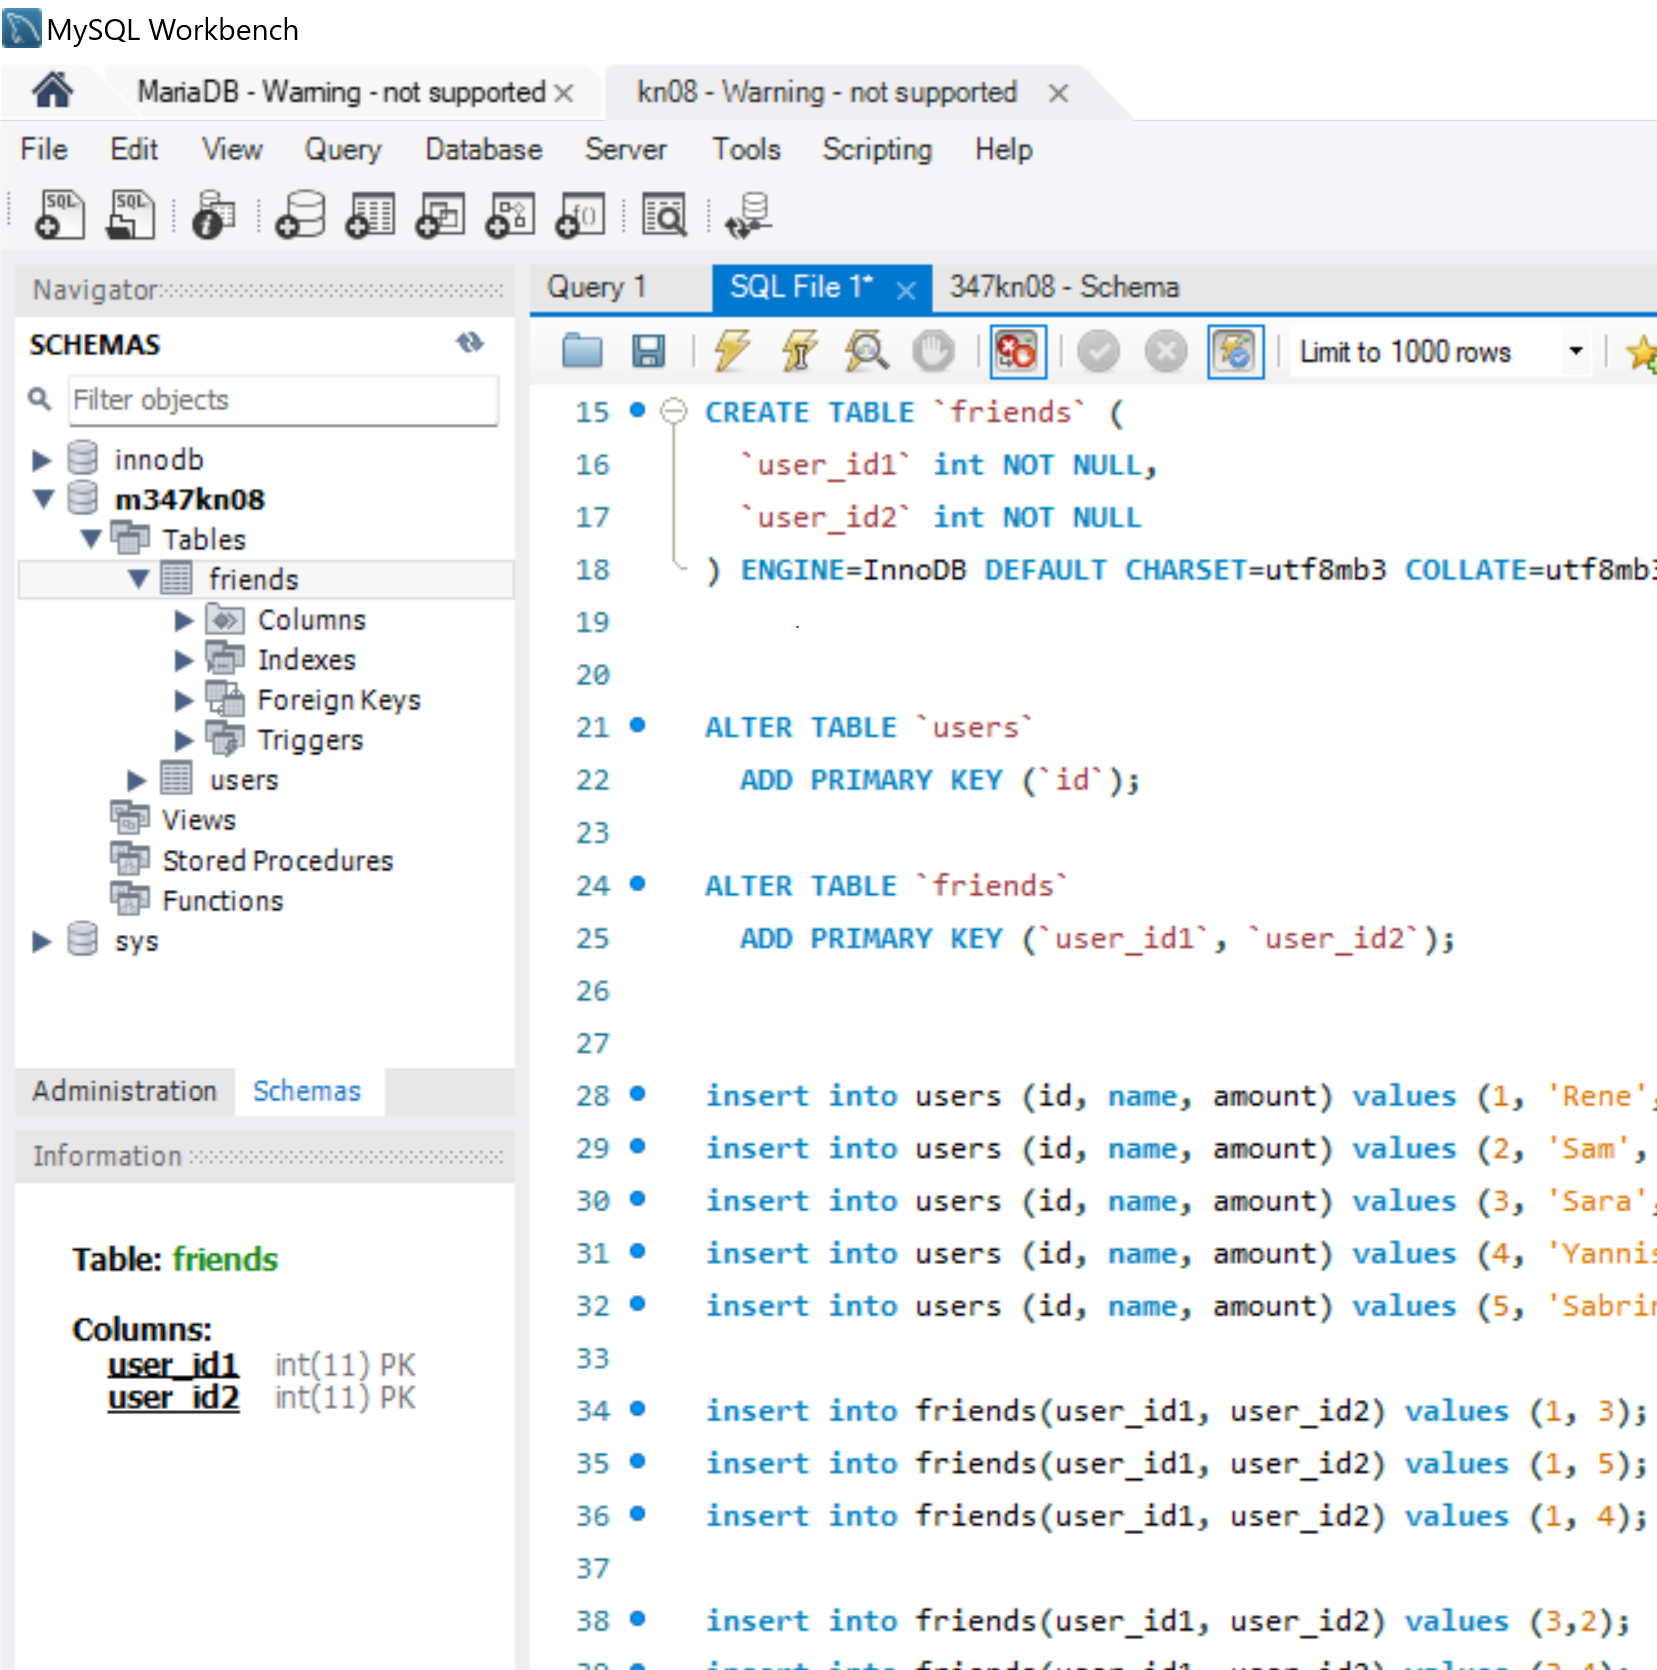 MySQL Workbench
MariaDB - Warning - not supported
kn08 - Warning - not supported
File Edit View Query Database Server Tools Scripting Help
Navigator
SCHEMAS
Filter objects
innodb
m347kn08
Tables
friends
Columns
Indexes
Foreign Keys
Triggers
users
Views
Stored Procedures
Functions
sys
Administration Schemas
Information
Table: friends
Columns:
user_id1 int(11) PK
user_id2 int(11) PK
Query 1 SQL File 1* 347kn08 - Schema
Limit to 1000 rows
15 CREATE TABLE `friends` (
16 `user_id1` int NOT NULL,
17 `user_id2` int NOT NULL
18 ) ENGINE=InnoDB DEFAULT CHARSET=utf8mb3 COLLATE=utf8mb3
19
20
21 ALTER TABLE `users`
22 ADD PRIMARY KEY (`id`);
23
24 ALTER TABLE `friends`
25 ADD PRIMARY KEY (`user_id1`, `user_id2`);
26
27
28 insert into users (id, name, amount) values (1, 'Rene',
29 insert into users (id, name, amount) values (2, 'Sam',
30 insert into users (id, name, amount) values (3, 'Sara',
31 insert into users (id, name, amount) values (4, 'Yannis
32 insert into users (id, name, amount) values (5, 'Sabrin
33
34 insert into friends(user_id1, user_id2) values (1, 3);
35 insert into friends(user_id1, user_id2) values (1, 5);
36 insert into friends(user_id1, user_id2) values (1, 4);
37
38 insert into friends(user_id1, user_id2) values (3,2);